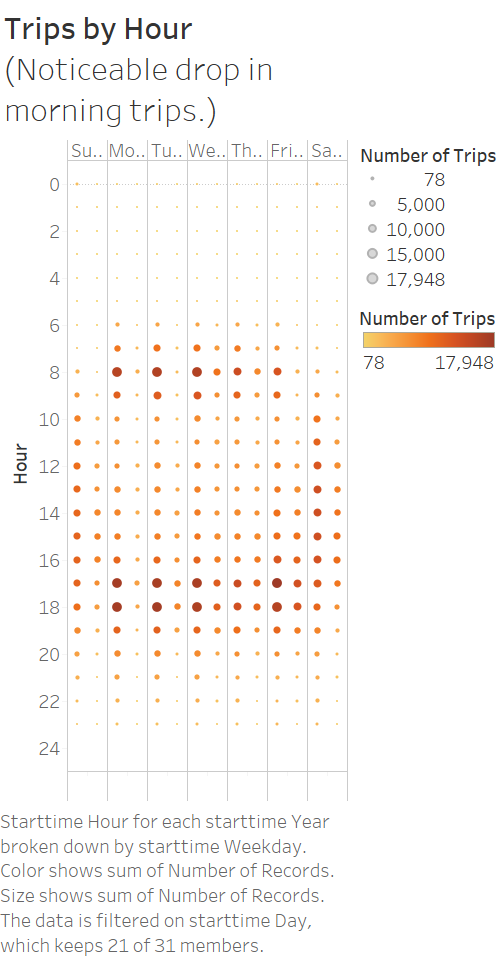 Trips by Hour
(Noticeable drop in
morning trips.)
Su.. Mo.. Tu.. We.. Th.. Fri.. Sa..
Number of Trips
78
5,000
10,000
15,000
17,948
Number of Trips
78 17,948
Hour
0
2
4
6
8
10
12
14
16
18
20
22
24
Starttime Hour for each starttime Year
broken down by starttime Weekday.
Color shows sum of Number of Records.
Size shows sum of Number of Records.
The data is filtered on starttime Day,
which keeps 21 of 31 members.